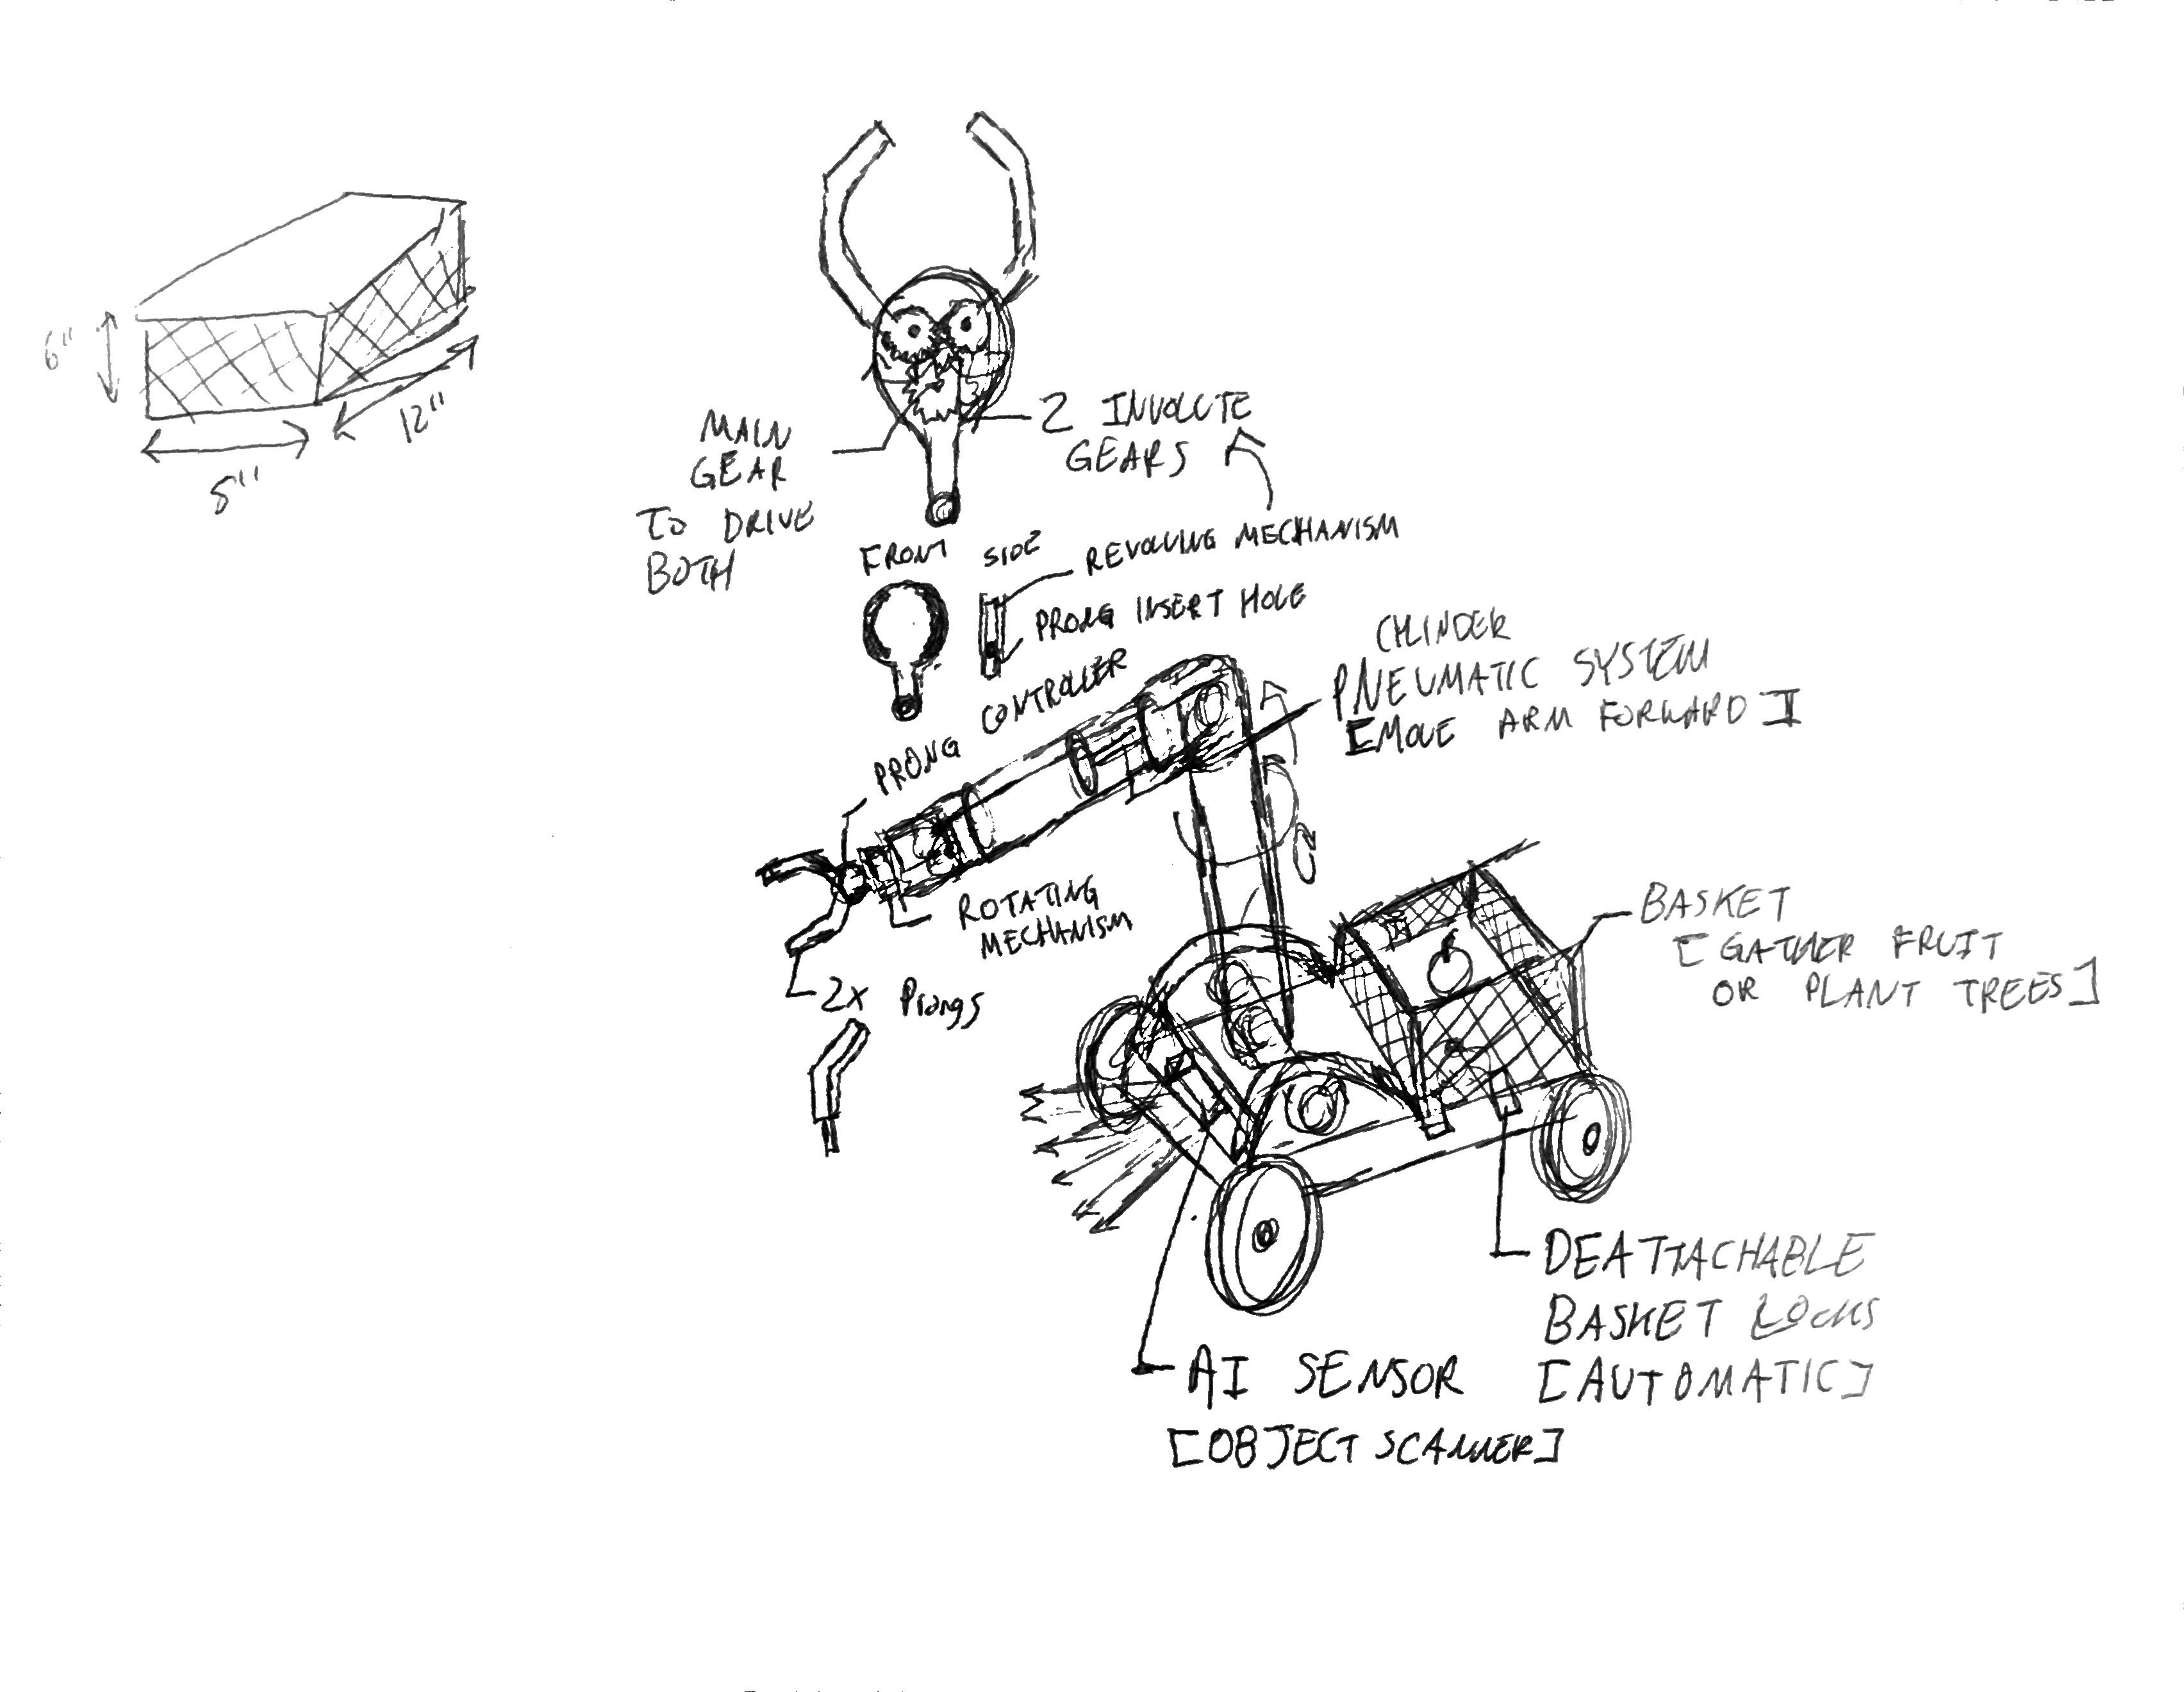 6"
12"
8"
MAIN
GEAR
TO DRIVE
BOTH
2 INVOLUTE
GEARS
FRONT SIDE
REVOLVING MECHANISM
PRONG INSERT HOLE
PRONG CONTROLLER
CYLINDER
PNEUMATIC SYSTEM
[MOVE ARM FORWARD]
ROTATING
MECHANISM
2X Prongs
BASKET
[GATHER FRUIT
OR PLANT TREES]
DEATTACHABLE
BASKET LOCKS
[AUTOMATIC]
AI SENSOR
[OBJECT SCANNER]